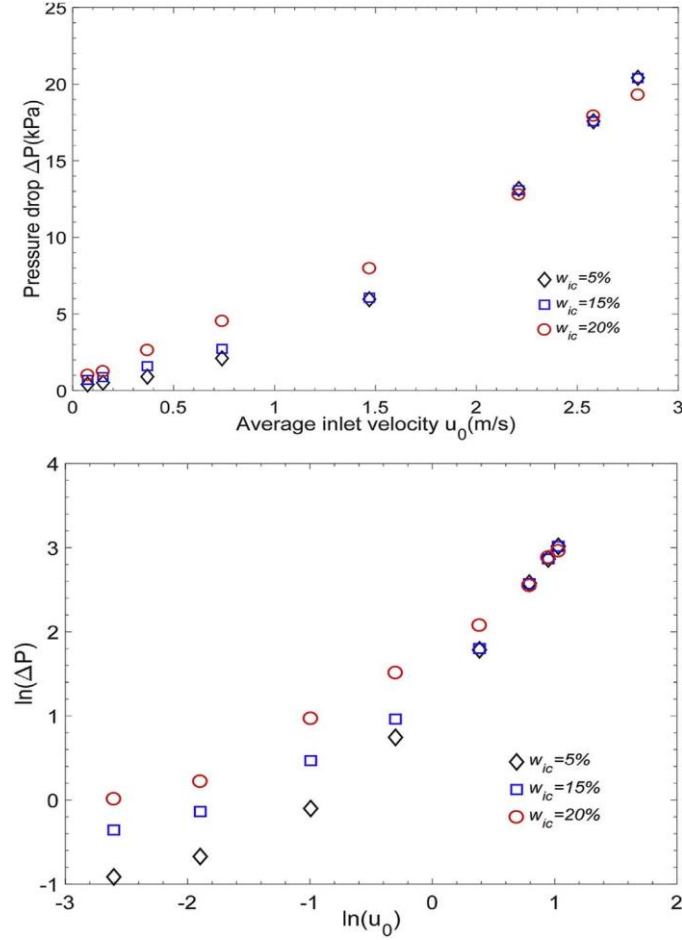 25
20
15
10
5
0
Pressure drop ΔP(kPa)
w_ic=5%
w_ic=15%
w_ic=20%
0 0.5 1 1.5 2 2.5 3
Average inlet velocity u_0(m/s)
4
3
2
1
0
-1
ln(ΔP)
w_ic=5%
w_ic=15%
w_ic=20%
-3 -2 -1 0 1 2
ln(u_0)